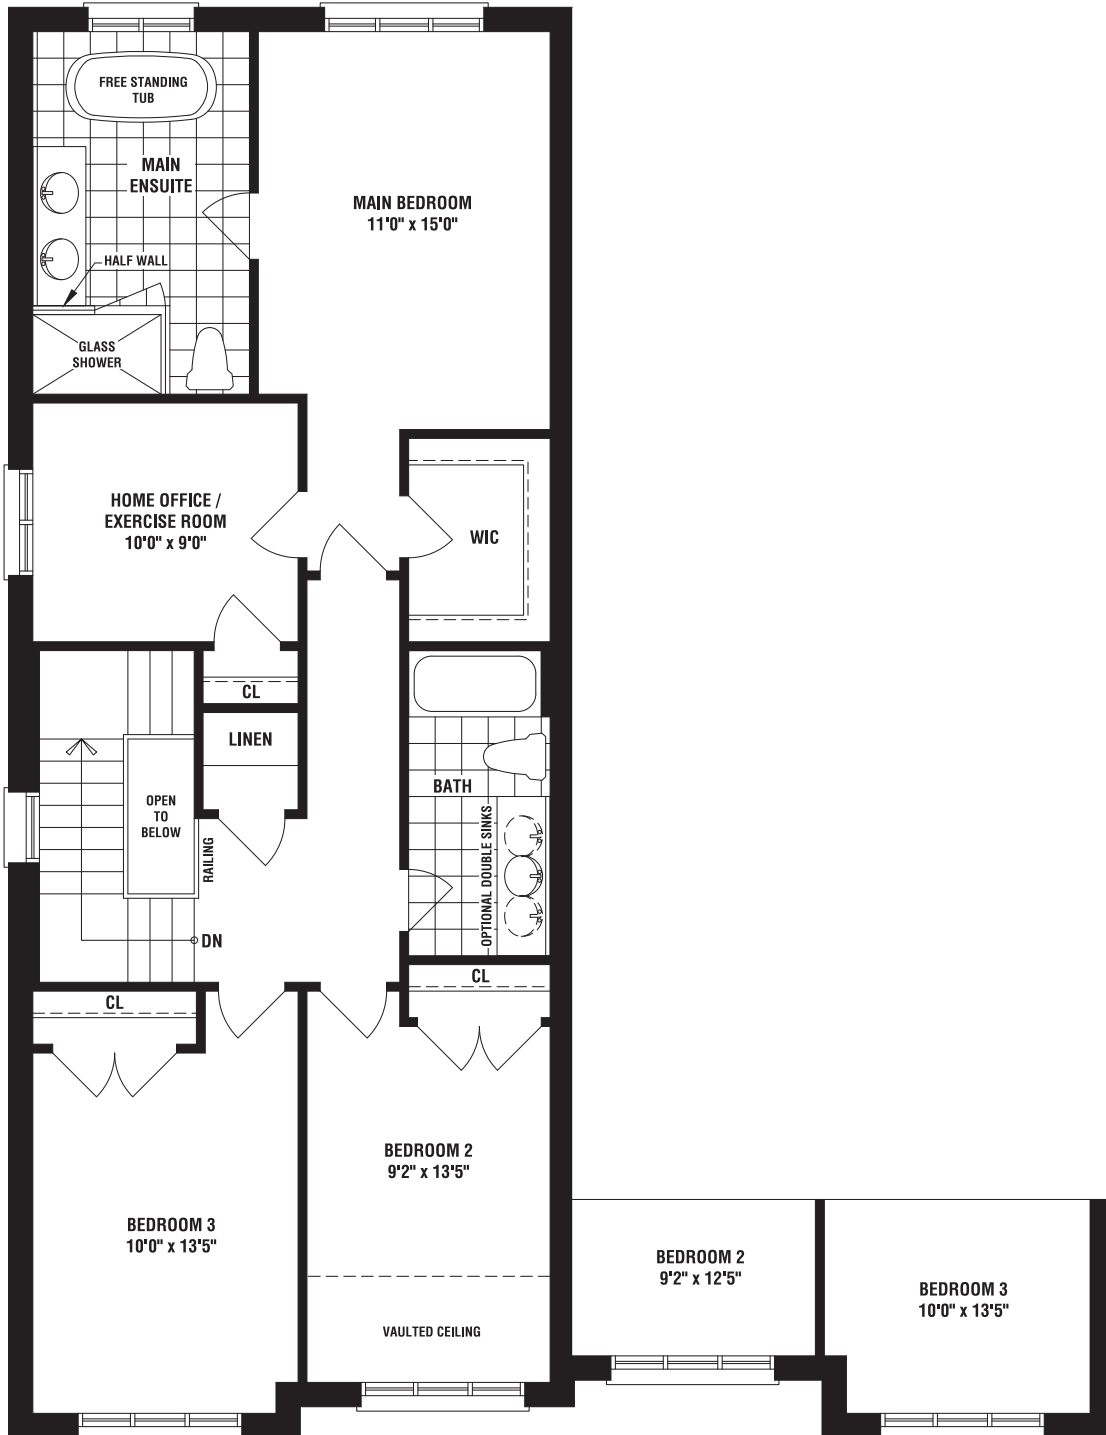 FREE STANDING
TUB
MAIN
ENSUITE
MAIN BEDROOM
11'0" x 15'0"
HALF WALL
GLASS
SHOWER
HOME OFFICE /
EXERCISE ROOM
10'0" x 9'0"
WIC
CL
LINEN
BATH
OPEN
TO
BELOW
RAILING
OPTIONAL DOUBLE SINKS
DN
CL
CL
BEDROOM 2
9'2" x 13'5"
BEDROOM 3
10'0" x 13'5"
VAULTED CEILING
BEDROOM 2
9'2" x 12'5"
BEDROOM 3
10'0" x 13'5"